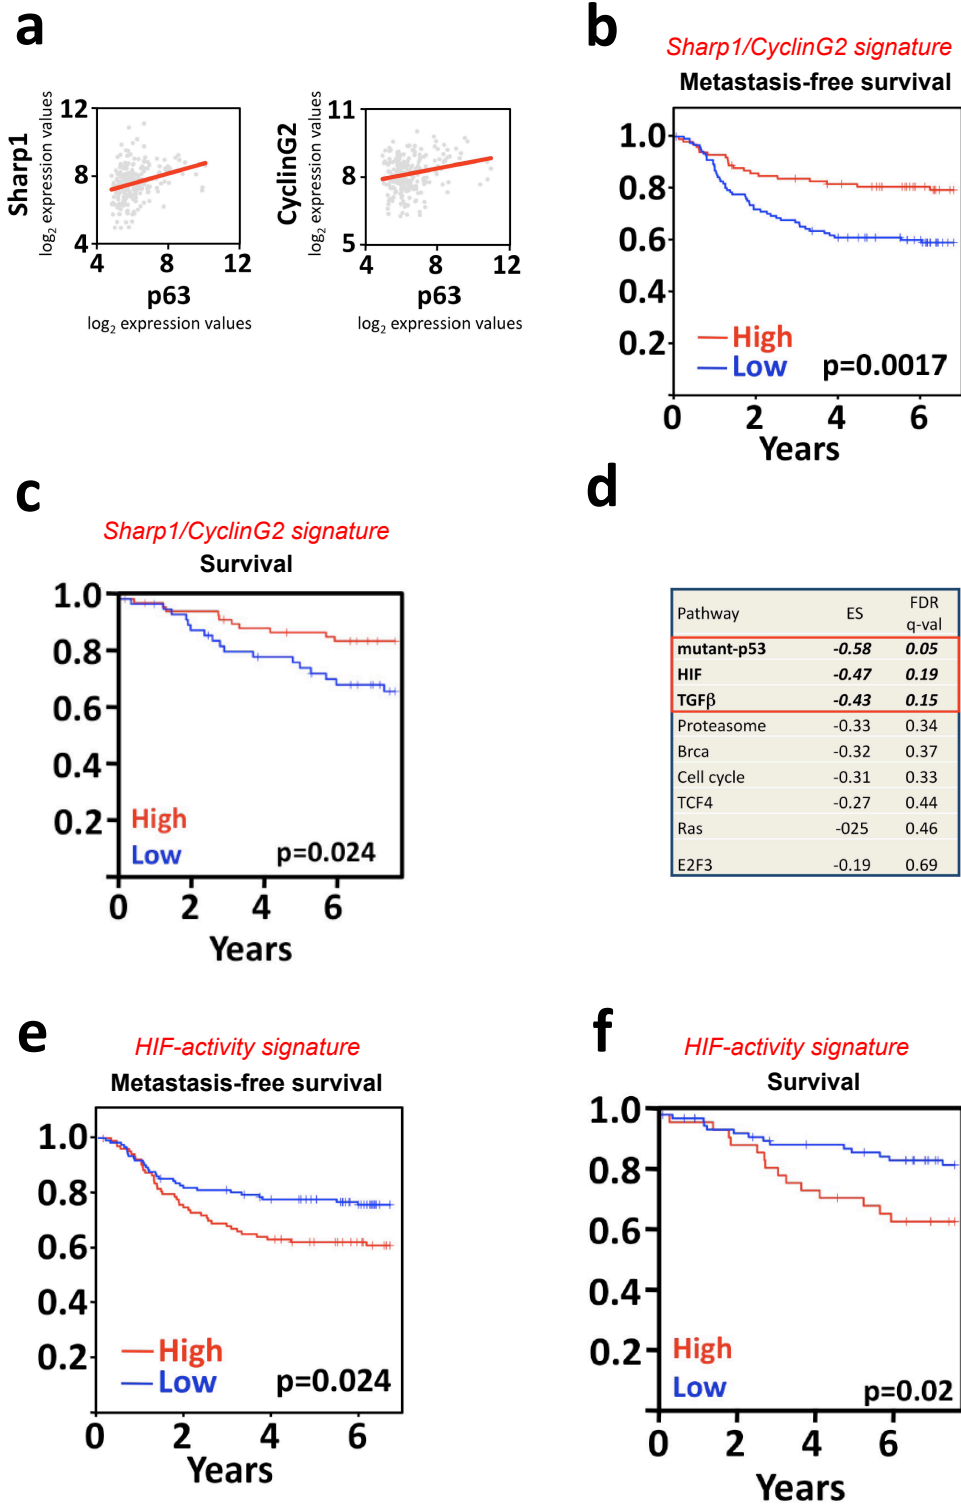 a
Sharp1
log2 expression values
12
8
4
4
8
12
p63
log2 expression values
CyclinG2
log2 expression values
11
8
5
4
8
12
p63
log2 expression values
b
Sharp1/CyclinG2 signature
Metastasis-free survival
1.0
0.8
0.6
0.4
0.2
High
Low
p=0.0017
0 2 4 6
Years
c
Sharp1/CyclinG2 signature
Survival
1.0
0.8
0.6
0.4
0.2
High
Low
p=0.024
0 2 4 6
Years
d
Pathway ES FDR q-val
mutant-p53 -0.58 0.05
HIF -0.47 0.19
TGFβ -0.43 0.15
Proteasome -0.33 0.34
Brca -0.32 0.37
Cell cycle -0.31 0.33
TCF4 -0.27 0.44
Ras -025 0.46
E2F3 -0.19 0.69
e
HIF-activity signature
Metastasis-free survival
1.0
0.8
0.6
0.4
0.2
High
Low
p=0.024
0 2 4 6
Years
f
HIF-activity signature
Survival
1.0
0.8
0.6
0.4
0.2
High
Low
p=0.02
0 2 4 6
Years